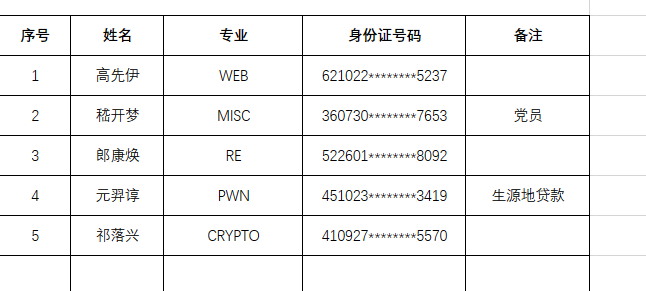 序号 姓名 专业 身份证号码 备注
1 高先伊 WEB 621022********5237
2 嵇开梦 MISC 360730********7653 党员
3 郎康焕 RE 522601********8092
4 元羿谆 PWN 451023********3419 生源地贷款
5 祁落兴 CRYPTO 410927********5570